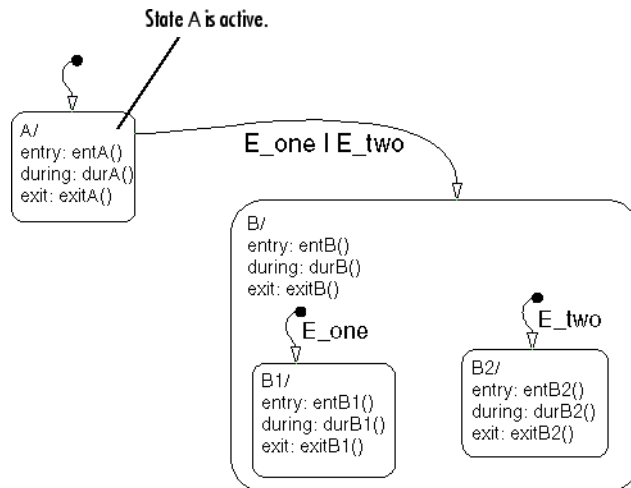 State A is active.
A/
entry: entA()
during: durA()
exit: exitA()
E_one | E_two
B/
entry: entB()
during: durB()
exit: exitB()
E_one
E_two
B1/
entry: entB1()
during: durB1()
exit: exitB1()
B2/
entry: entB2()
during: durB2()
exit: exitB2()